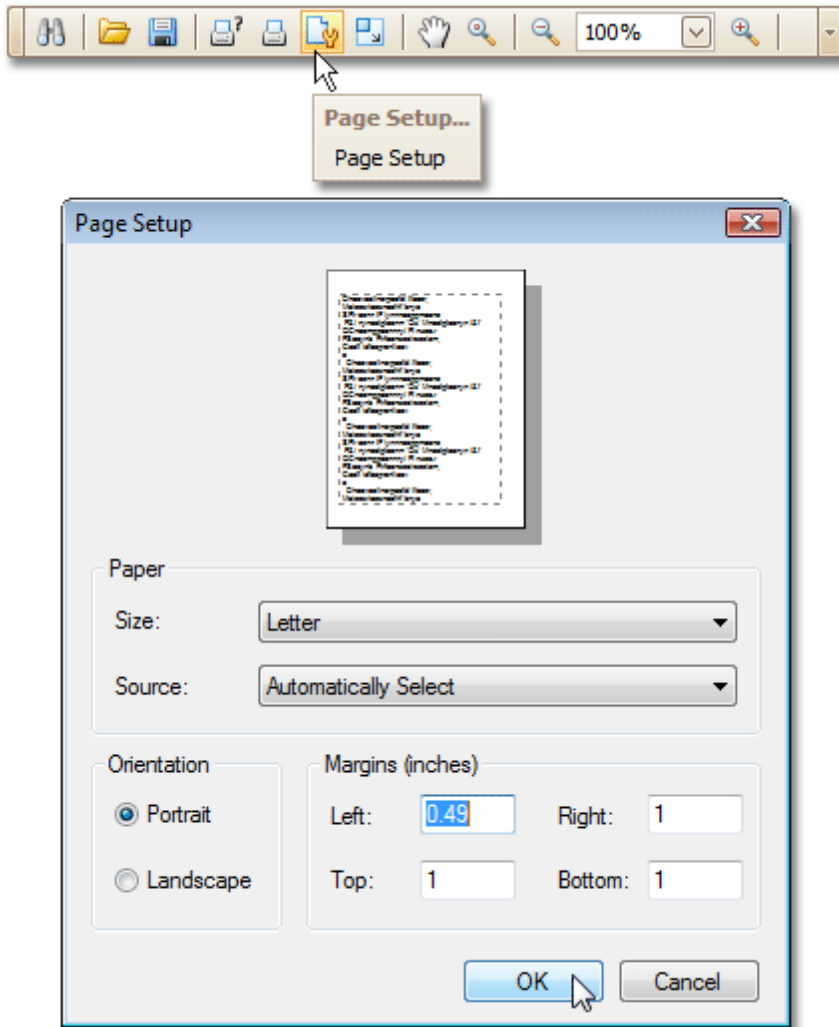 100%
Page Setup...
Page Setup
Page Setup
Paper
Size: Letter
Source: Automatically Select
Orientation
Margins (inches)
Portrait
Left: 0.49 Right: 1
Landscape
Top: 1 Bottom: 1
OK Cancel